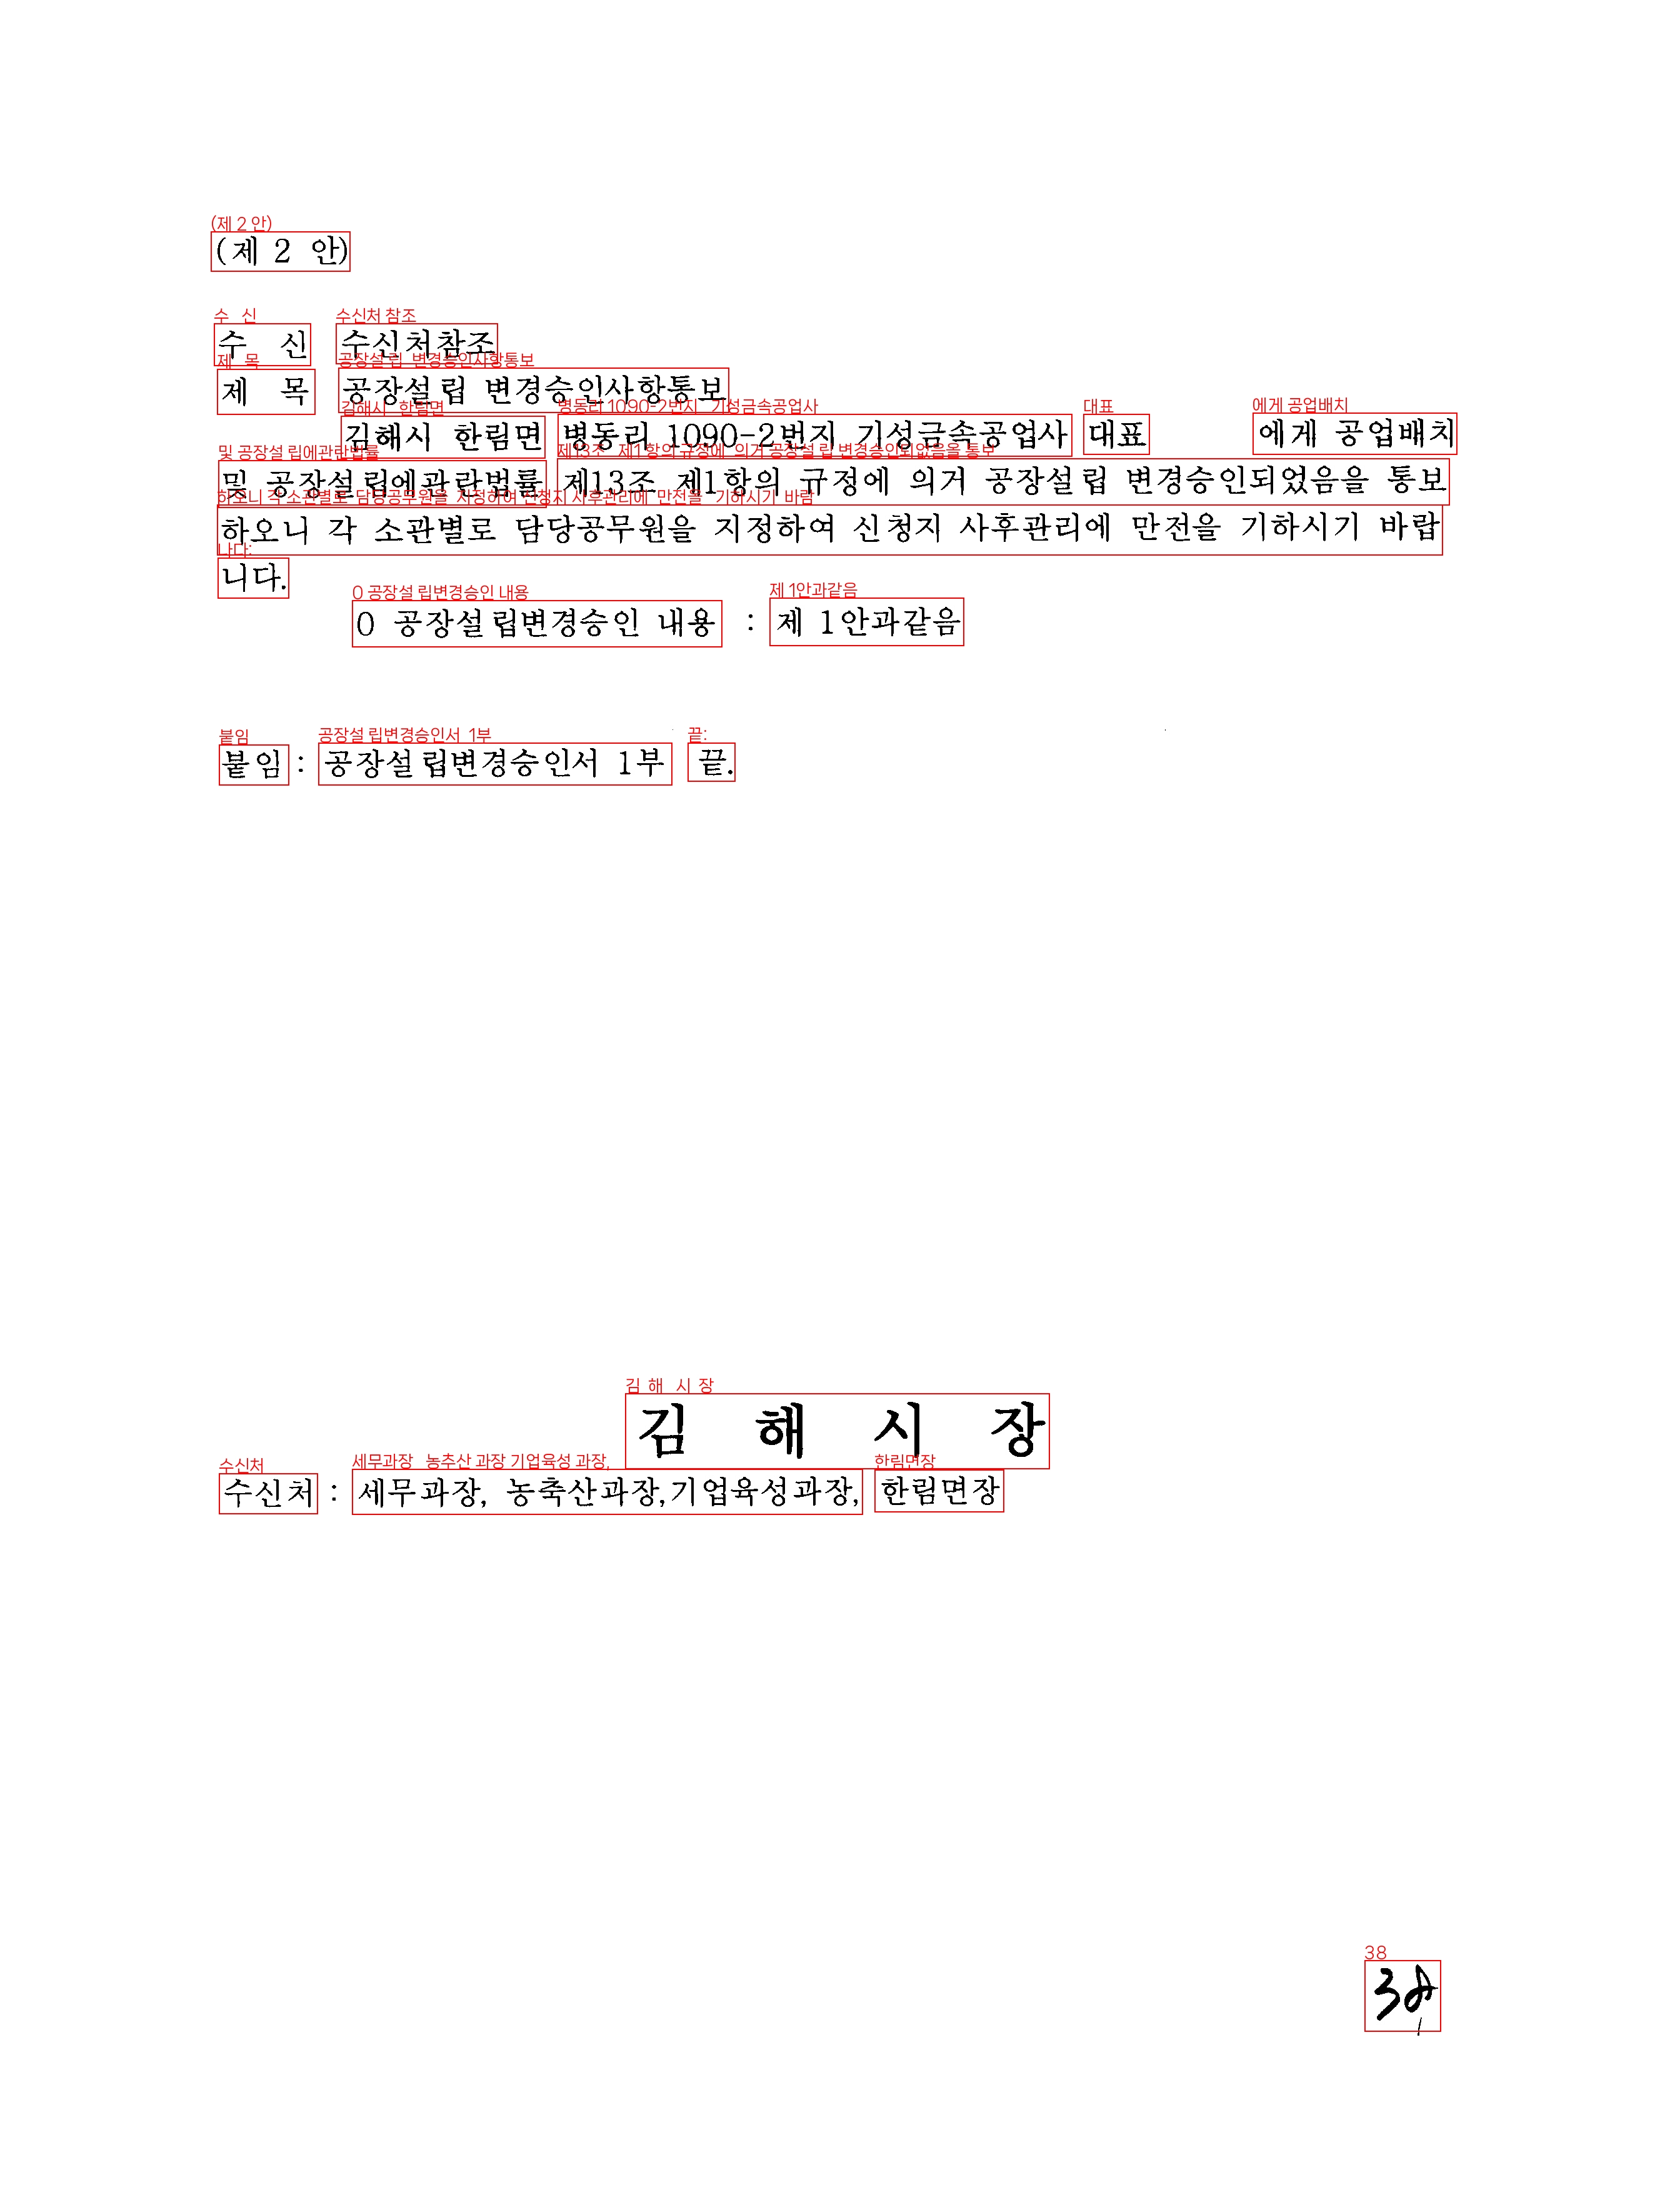 (제 2 안)
수 신 수신처참조
제 목 공장설립 변경승인사항통보
김해시 한림면 병동리 1090-2번지 기성금속공업사 대표 에게 공업배치
및 공장설립에관란법률 제13조 제1항의 규정에 의거 공장설립 변경승인되었음을 통보
하오니 각 소관별로 담당공무원을 지정하여 신청지 사후관리에 만전을 기하시기 바랍
니다.
0 공장설립변경승인 내용 : 제 1안과같음
붙임 : 공장설립변경승인서 1부 끝.
김 해 시 장
수신처 : 세무과장, 농축산과장,기업육성과장, 한림면장
38